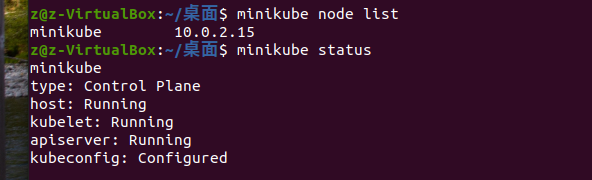 z@z-VirtualBox:~/桌面$ minikube node list
minikube        10.0.2.15
z@z-VirtualBox:~/桌面$ minikube status
minikube
type: Control Plane
host: Running
kubelet: Running
apiserver: Running
kubeconfig: Configured